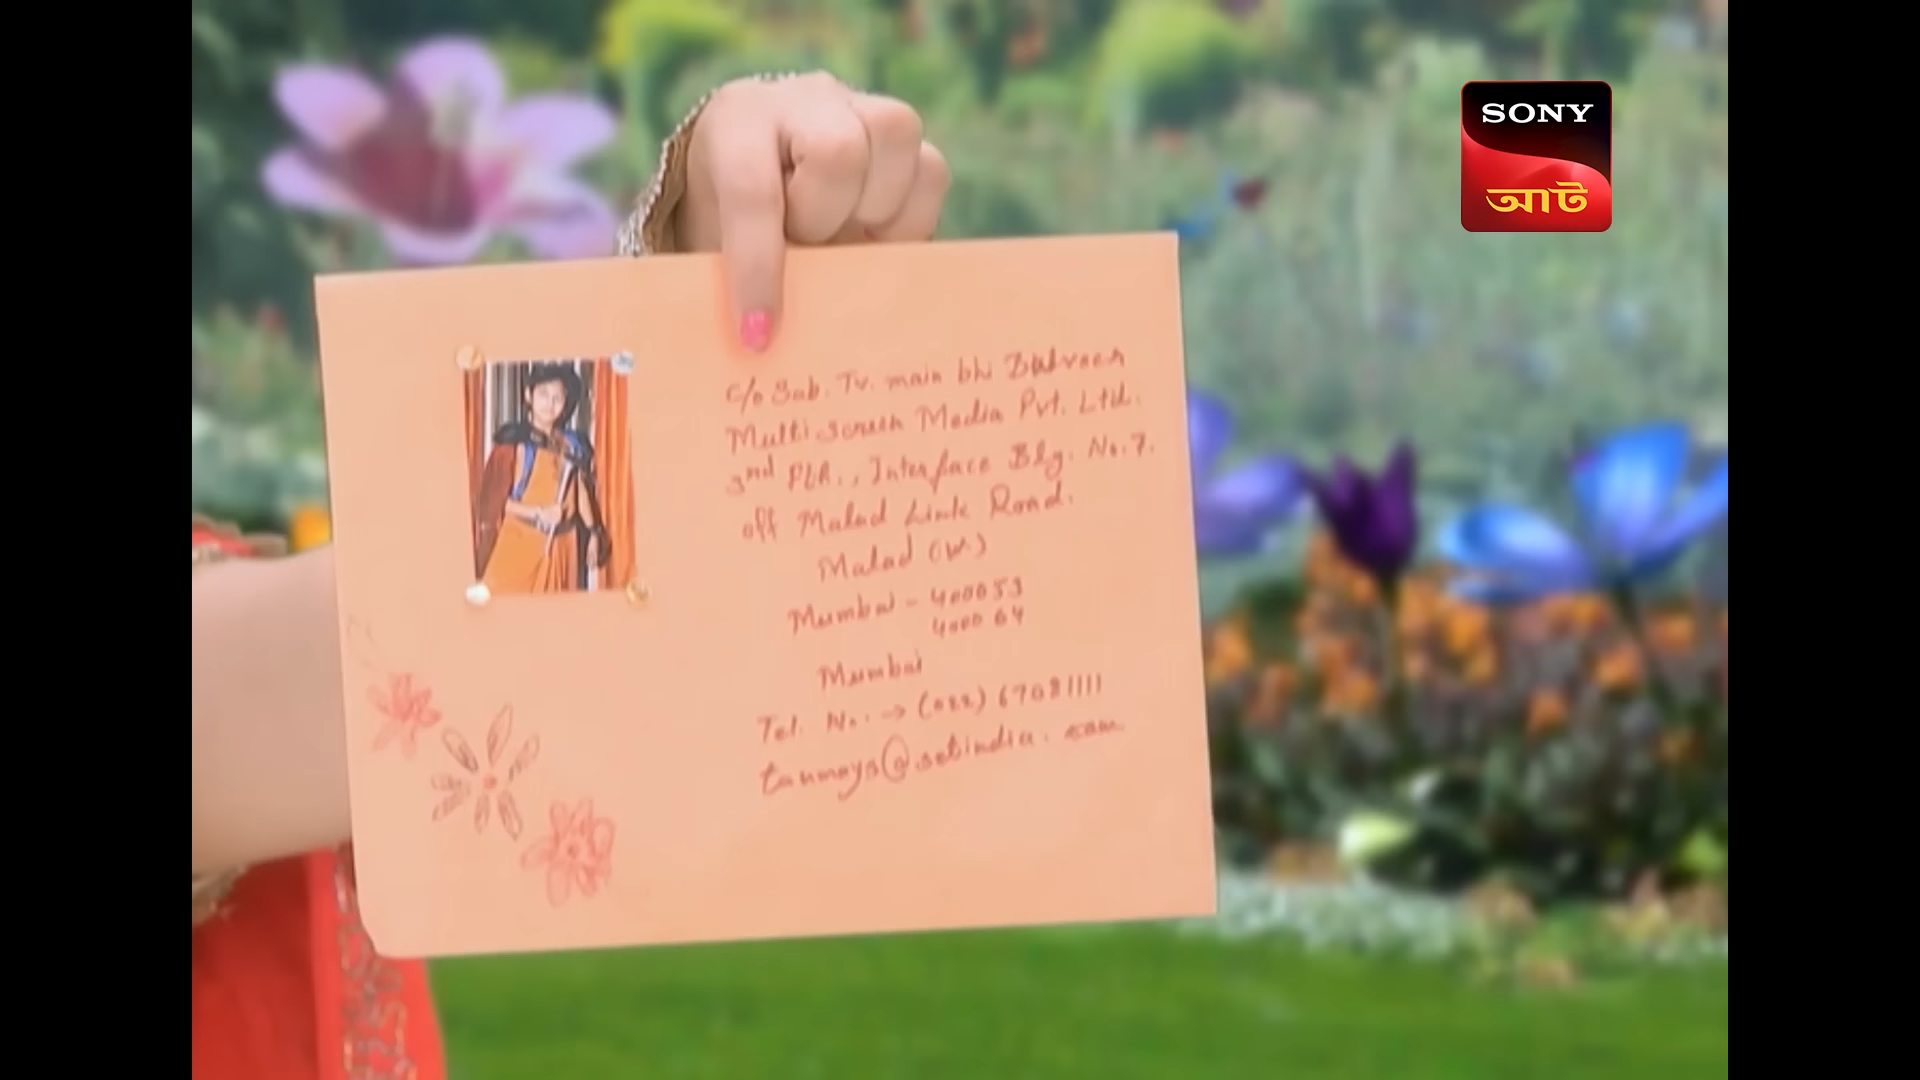 SONY
আট
C/o Sab. Tv. main bhi Balveer
Multi Screen Media Pvt. Ltd.
3rd Flr., Interface Blg. No. 7.
off Malad Link Road.
Malad (W.)
Mumbai - 400053
400064
Mumbai
Tel. No. → (022) 67081111
tanmoys@setindia.com